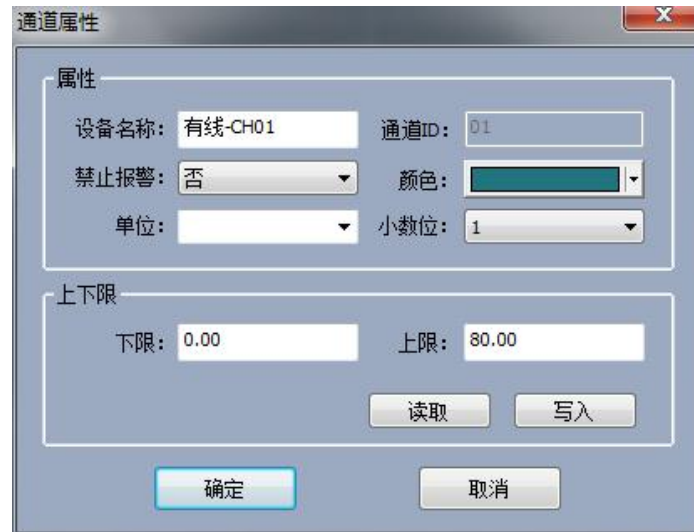 通道属性
属性
设备名称: 有线-CH01 通道ID: 01
禁止报警: 否 颜色:
单位: 小数位: 1
上下限
下限: 0.00 上限: 80.00
读取 写入
确定 取消